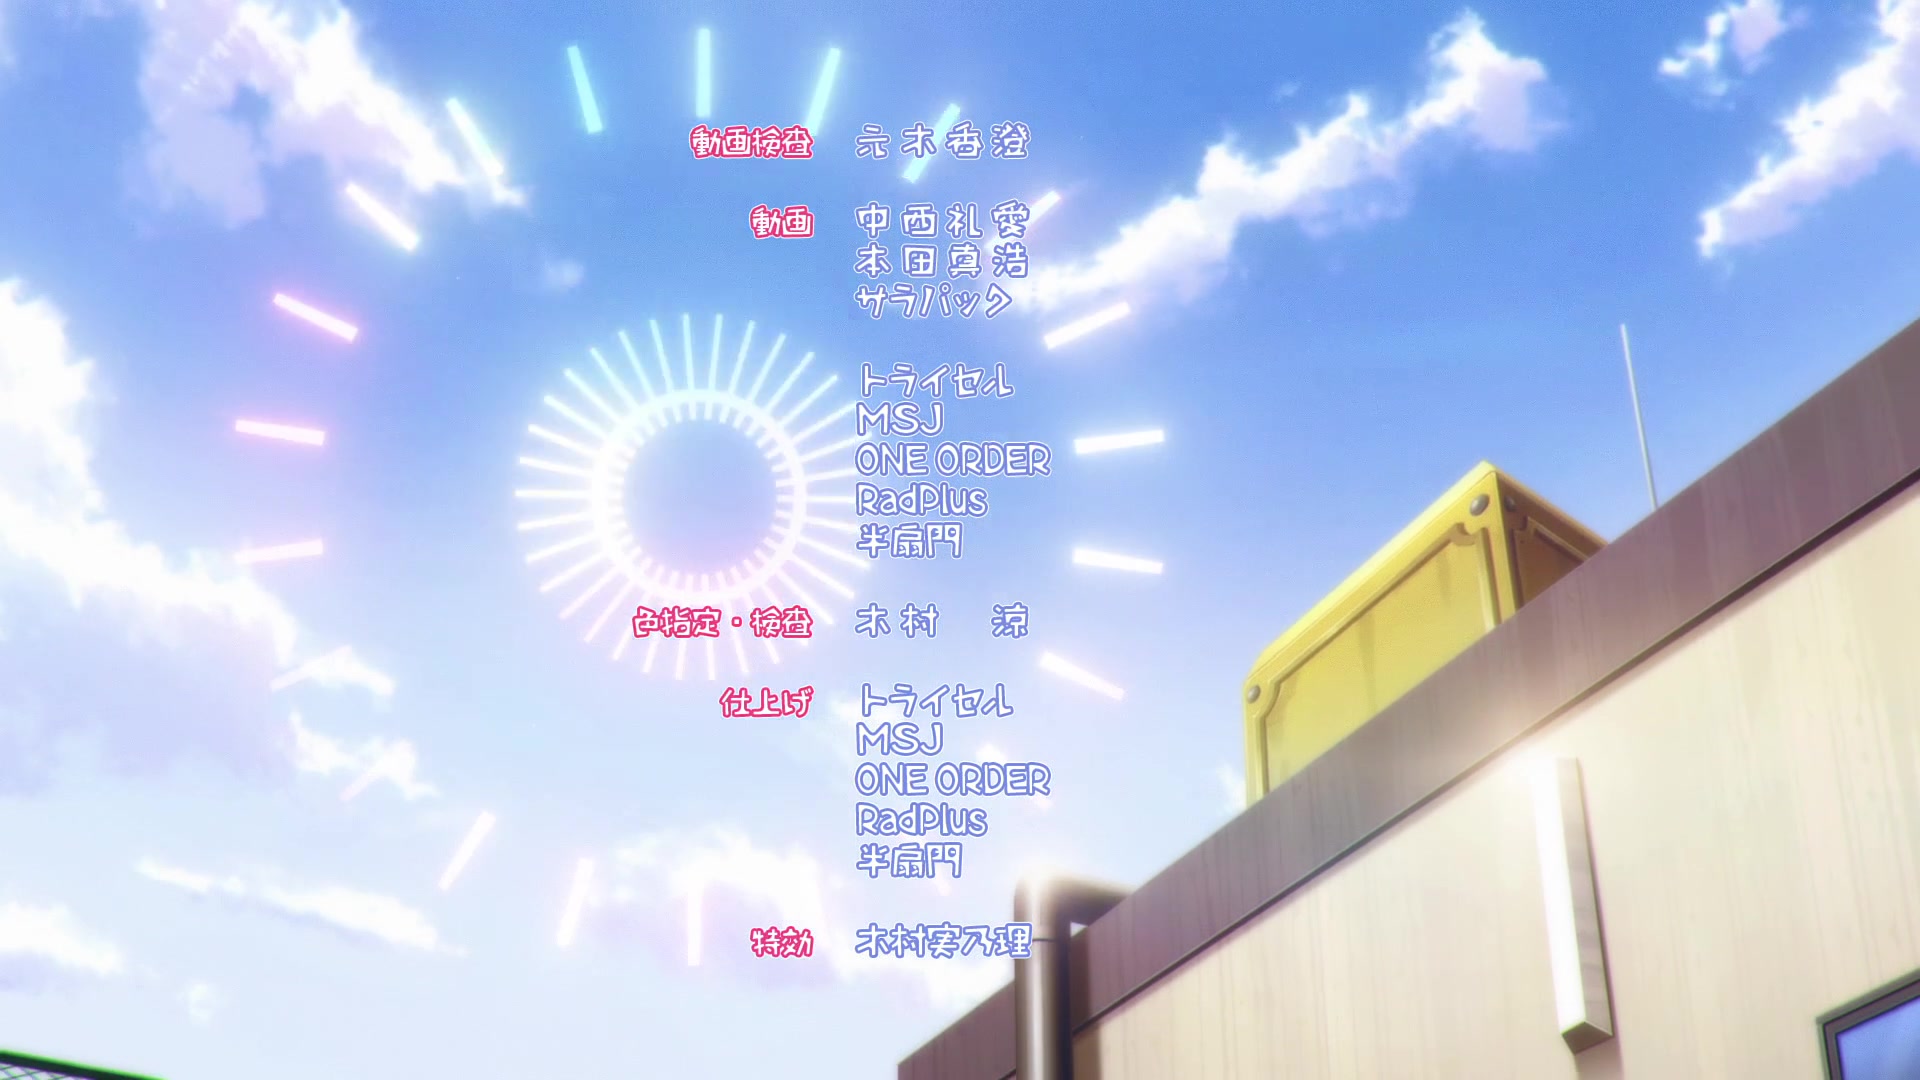 動画検査 元木香澄
動画 中西礼愛
本田真浩
サラパック
トライセル
MSJ
ONE ORDER
RadPlus
半扇門
色指定・検査 木村 涼
仕上げ トライセル
MSJ
ONE ORDER
RadPlus
半扇門
特効 木村実乃理